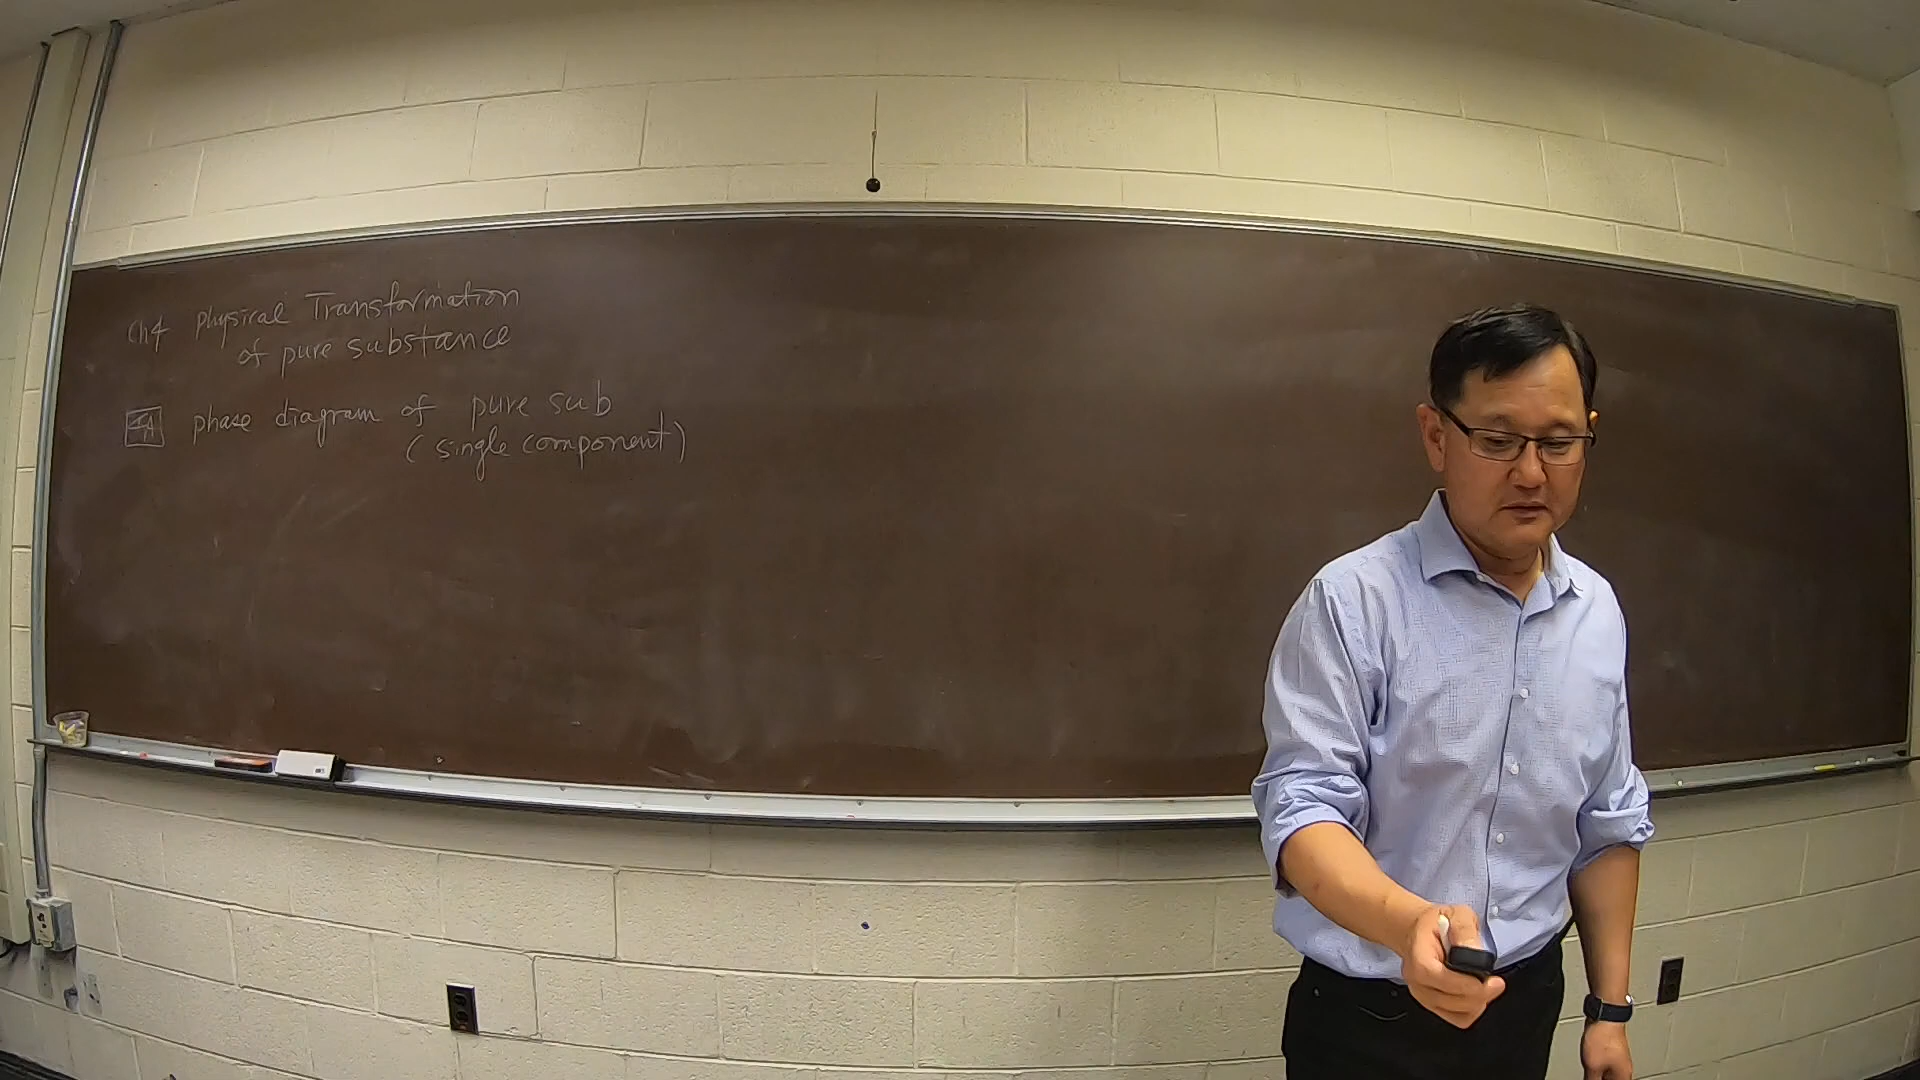 Ch4 Physical Transformation
of pure substance
4A phase diagram of pure sub
(single component)